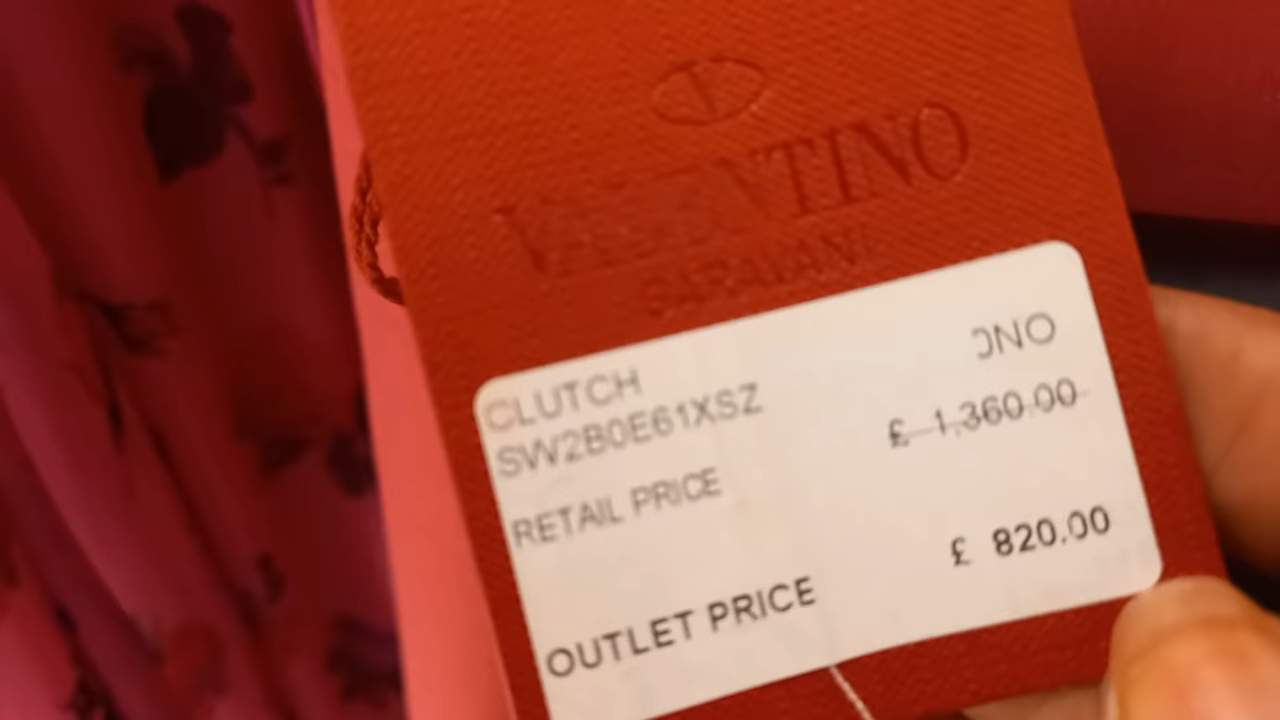 V
VALENTINO
GARAVANI
CLUTCH
ONO
SW2B0E61XSZ
£ 1,360.00
RETAIL PRICE
£ 820.00
OUTLET PRICE